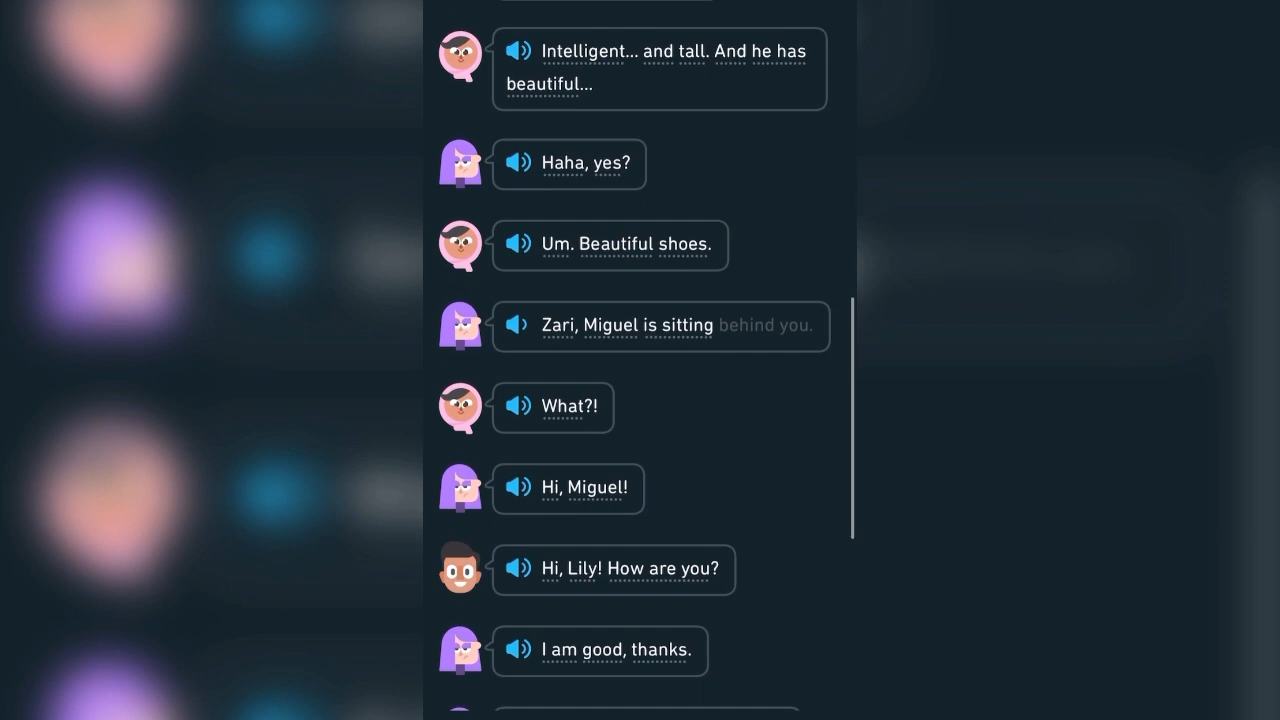 Intelligent... and tall. And he has
beautiful...
Haha, yes?
Um. Beautiful shoes.
Zari, Miguel is sitting behind you.
What?!
Hi, Miguel!
Hi, Lily! How are you?
I am good, thanks.